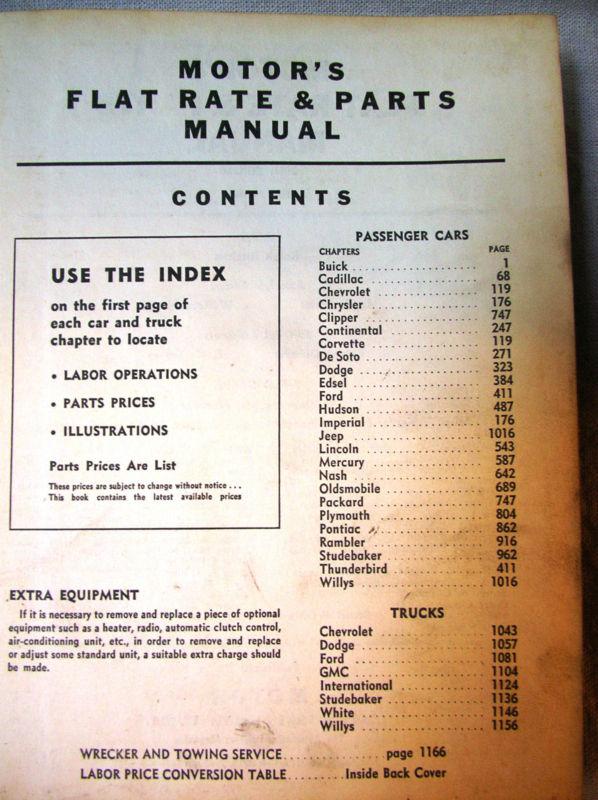 MOTOR'S
FLAT RATE & PARTS
MANUAL
CONTENTS
USE THE INDEX
on the first page of
each car and truck
chapter to locate
• LABOR OPERATIONS
• PARTS PRICES
• ILLUSTRATIONS
Parts Prices Are List
These prices are subject to change without notice...
This book contains the latest available prices
EXTRA EQUIPMENT
If it is necessary to remove and replace a piece of optional
equipment such as a heater, radio, automatic clutch control,
air-conditioning unit, etc., in order to remove and replace
or adjust some standard unit, a suitable extra charge should
be made.
PASSENGER CARS
CHAPTERS PAGE
Buick 1
Cadillac 68
Chevrolet 119
Chrysler 176
Clipper 747
Continental 247
Corvette 119
De Soto 271
Dodge 323
Edsel 384
Ford 411
Hudson 487
Imperial 176
Jeep 1016
Lincoln 543
Mercury 587
Nash 642
Oldsmobile 689
Packard 747
Plymouth 804
Pontiac 862
Rambler 916
Studebaker 962
Thunderbird 411
Willys 1016
TRUCKS
Chevrolet 1043
Dodge 1057
Ford 1081
GMC 1104
International 1124
Studebaker 1136
White 1146
Willys 1156
WRECKER AND TOWING SERVICE page 1166
LABOR PRICE CONVERSION TABLE Inside Back Cover